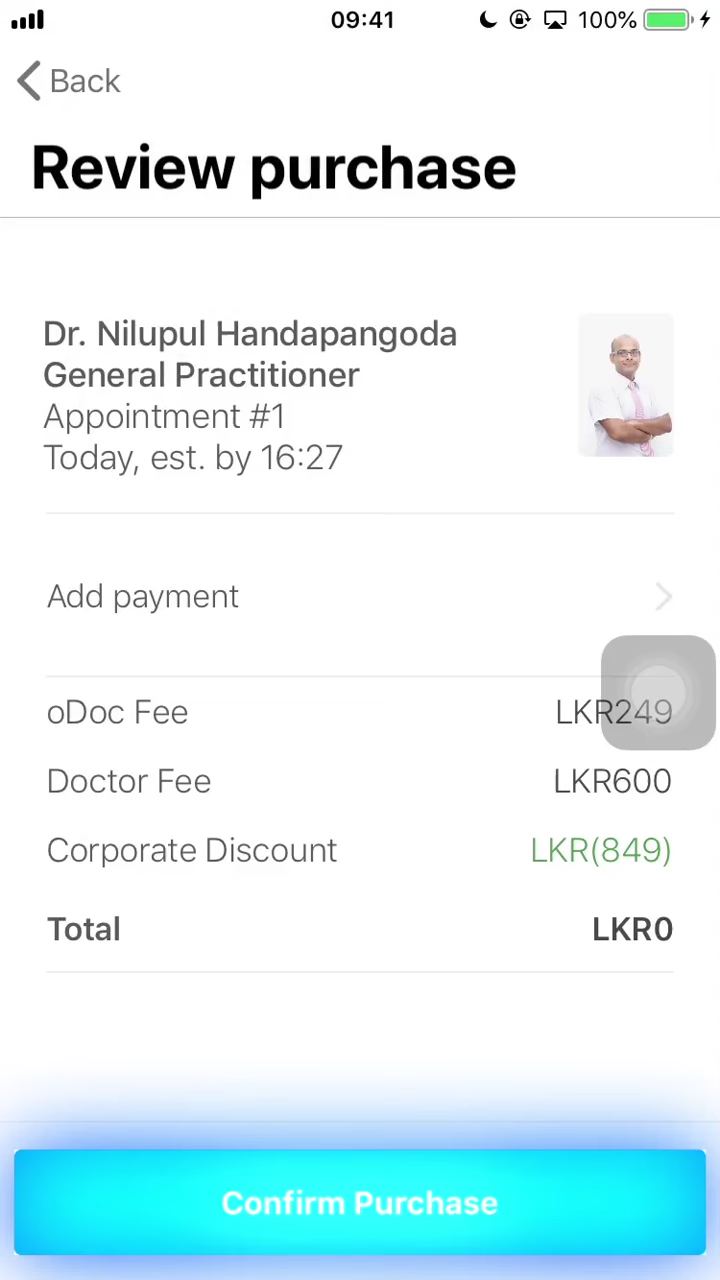 09:41
100%
Back
Review purchase
Dr. Nilupul Handapangoda
General Practitioner
Appointment #1
Today, est. by 16:27
Add payment
oDoc Fee LKR249
Doctor Fee LKR600
Corporate Discount LKR(849)
Total LKR0
Confirm Purchase